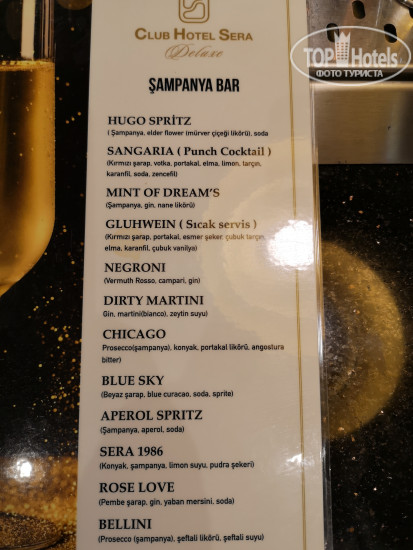 CLUB HOTEL SERA
Deluxe
TOPHotels
ФОТО ТУРИСТА
ŞAMPANYA BAR
HUGO SPRİTZ
( Şampanya, elder flower (mürver çiçeği likörü), soda
SANGARIA ( Punch Cocktail )
(Kırmızı şarap, votka, portakal, elma, limon, tarçın,
karanfil, soda, zencefil)
MINT OF DREAM'S
(Şampanya, gin, nane likörü)
GLUHWEIN ( Sıcak servis )
(Kırmızı şarap, portakal, esmer şeker, çubuk tarçın,
elma, karanfil, çubuk vanilya)
NEGRONI
(Vermuth Rosso, campari, gin)
DIRTY MARTINI
Gin, martini(bianco), zeytin suyu)
CHICAGO
Prosecco(şampanya), konyak, portakal likörü, angostura
bitter)
BLUE SKY
(Beyaz şarap, blue curacao, soda, sprite)
APEROL SPRITZ
(Şampanya, aperol, soda)
SERA 1986
(Konyak, şampanya, limon suyu, pudra şekeri)
ROSE LOVE
(Pembe şarap, gin, yaban mersini, soda)
BELLINI
(Prosecco (şampanya), şeftali likörü, şeftali suyu)